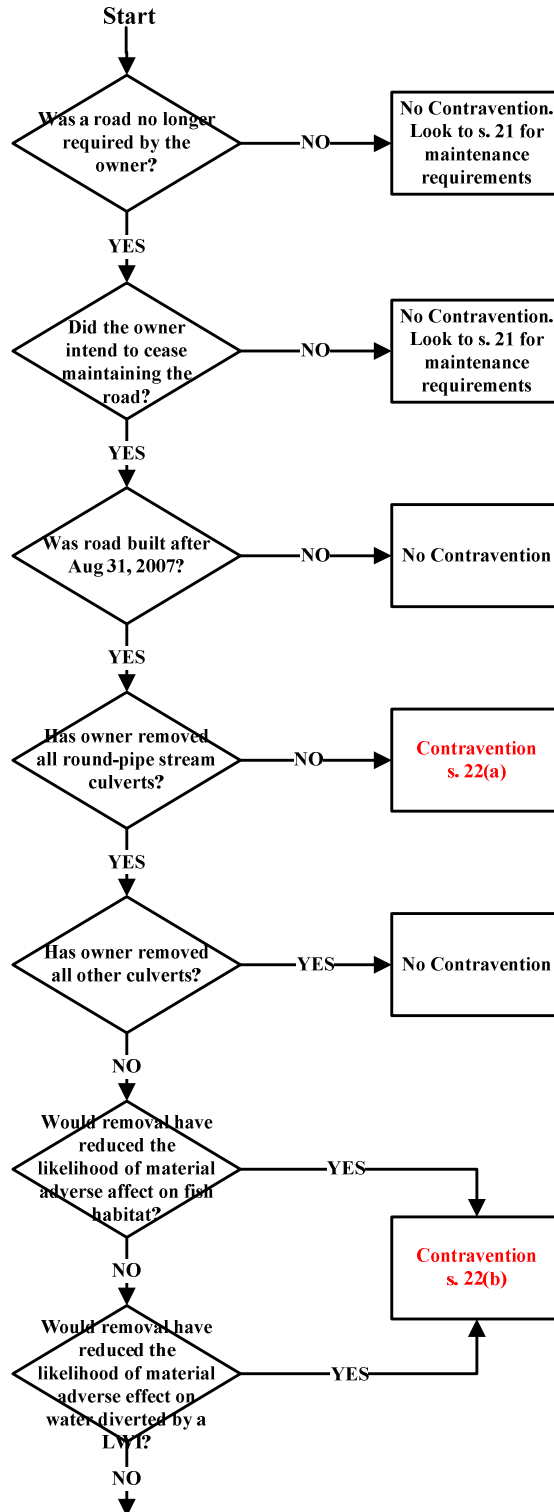 Start
Was a road no longer
required by the
owner?
NO
No Contravention.
Look to s. 21 for
maintenance
requirements
YES
Did the owner
intend to cease
maintaining the
road?
NO
No Contravention.
Look to s. 21 for
maintenance
requirements
YES
Was road built after
Aug 31, 2007?
NO
No Contravention
YES
Has owner removed
all round-pipe stream
culverts?
NO
Contravention
s. 22(a)
YES
Has owner removed
all other culverts?
YES
No Contravention
NO
Would removal have
reduced the
likelihood of material
adverse affect on fish
habitat?
YES
Contravention
s. 22(b)
NO
Would removal have
reduced the
likelihood of material
adverse effect on
water diverted by a
LWI?
YES
NO